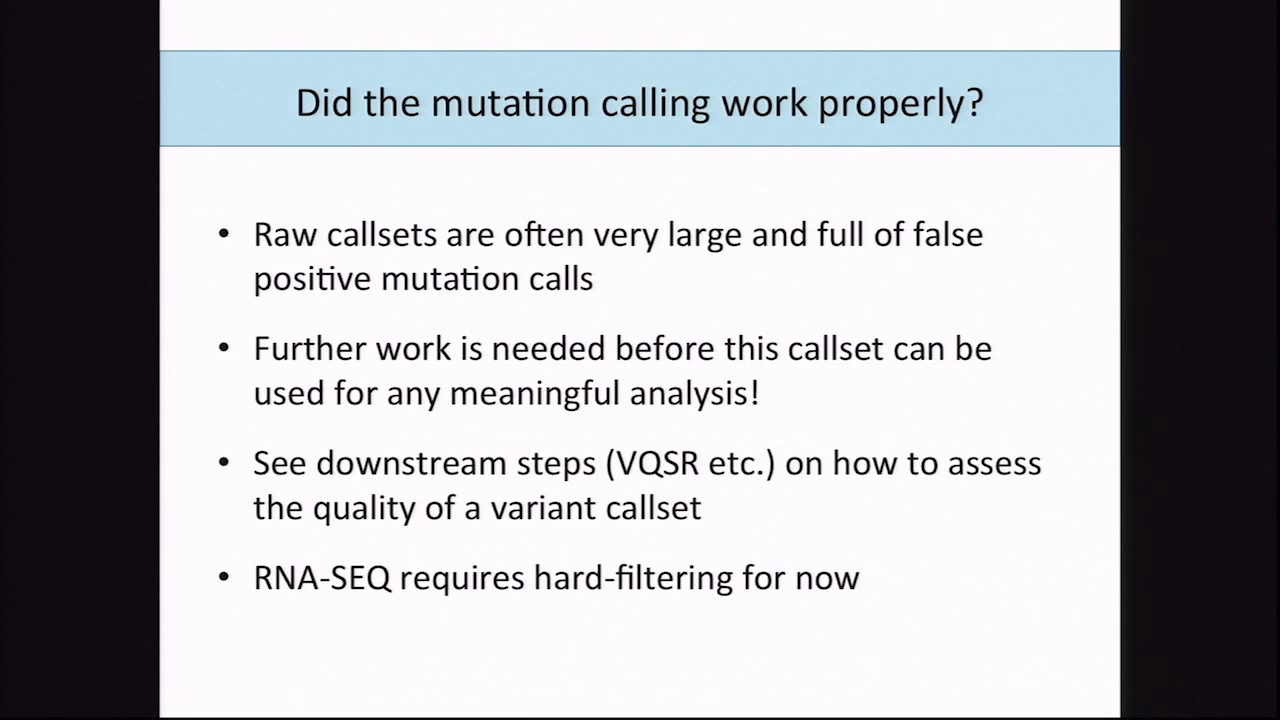 Did the mutation calling work properly?
• Raw callsets are often very large and full of false
positive mutation calls
• Further work is needed before this callset can be
used for any meaningful analysis!
• See downstream steps (VQSR etc.) on how to assess
the quality of a variant callset
• RNA-SEQ requires hard-filtering for now